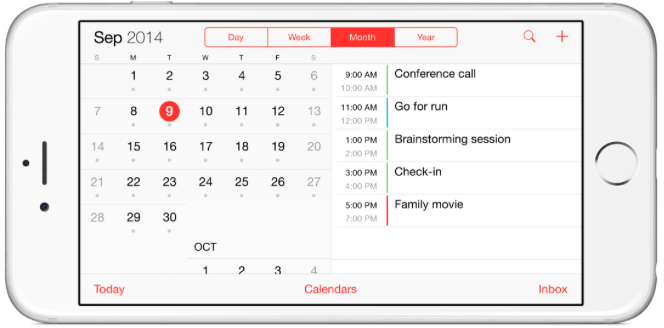 Sep 2014
Day Week Month Year
S M T W T F S
1 2 3 4 5 6
7 8 9 10 11 12 13
14 15 16 17 18 19 20
21 22 23 24 25 26 27
28 29 30
OCT
1 2 3 4
9:00 AM Conference call
10:00 AM
11:00 AM Go for run
12:00 PM
1:00 PM Brainstorming session
2:00 PM
3:00 PM Check-in
4:00 PM
5:00 PM Family movie
7:00 PM
Today Calendars Inbox